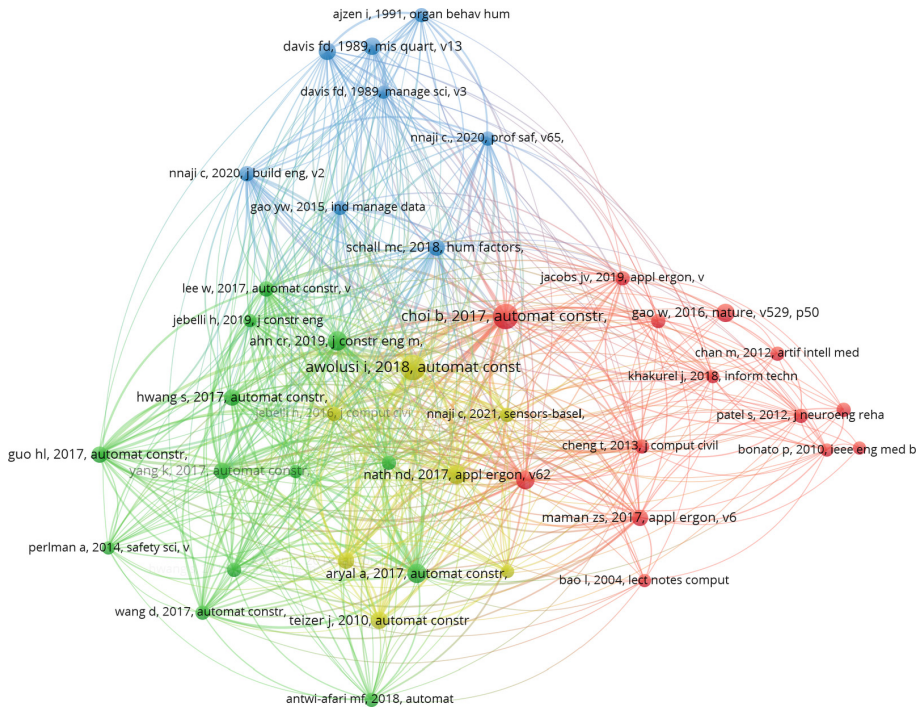 ajzen i, 1991, organ behav hum
davis fd, 1989, mis quart, v13
davis fd, 1989, manage sci, v3
nnaji c., 2020, prof saf, v65,
nnaji c, 2020, j build eng, v2
gao yw, 2015, ind manage data
schall mc, 2018, hum factors,
jacobs jv, 2019, appl ergon, v
lee w, 2017, automat constr, v
choi b, 2017, automat constr,
gao w, 2016, nature, v529, p50
jebelli h, 2019, j constr eng
ahn cr, 2019, j constr eng m,
chan m, 2012, artif intell med
awolusi i, 2018, automat const
khakurel j, 2018, inform techn
hwang s, 2017, automat constr,
jebelli h, 2016, j comput civil
nnaji c, 2021, sensors-basel,
patel s, 2012, j neuroeng reha
cheng t, 2013, j comput civil
bonato p, 2010, ieee eng med b
guo hl, 2017, automat constr,
yang k, 2017, automat constr,
nath nd, 2017, appl ergon, v62
maman zs, 2017, appl ergon, v6
perlman a, 2014, safety sci, v
aryal a, 2017, automat constr,
bao l, 2004, lect notes comput
wang d, 2017, automat constr,
teizer j, 2010, automat constr
antwi-afari mf, 2018, automat